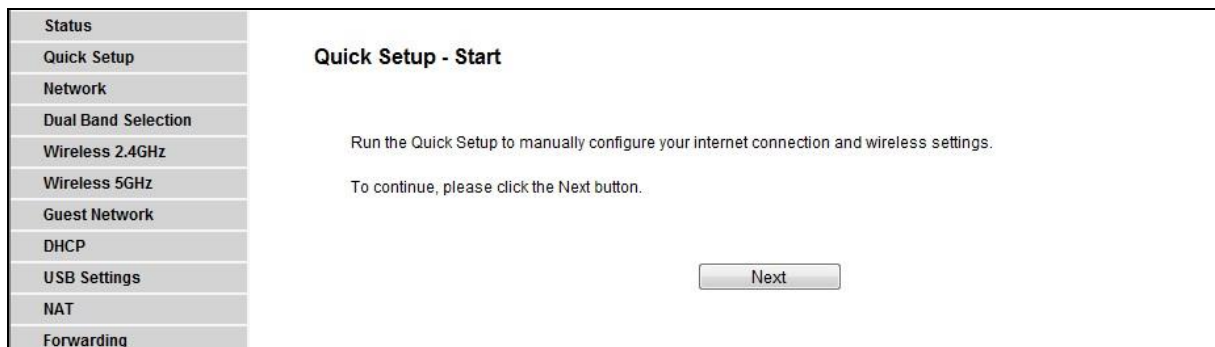 Status
Quick Setup
Network
Dual Band Selection
Wireless 2.4GHz
Wireless 5GHz
Guest Network
DHCP
USB Settings
NAT
Forwarding
Quick Setup - Start
Run the Quick Setup to manually configure your internet connection and wireless settings.
To continue, please click the Next button.
Next